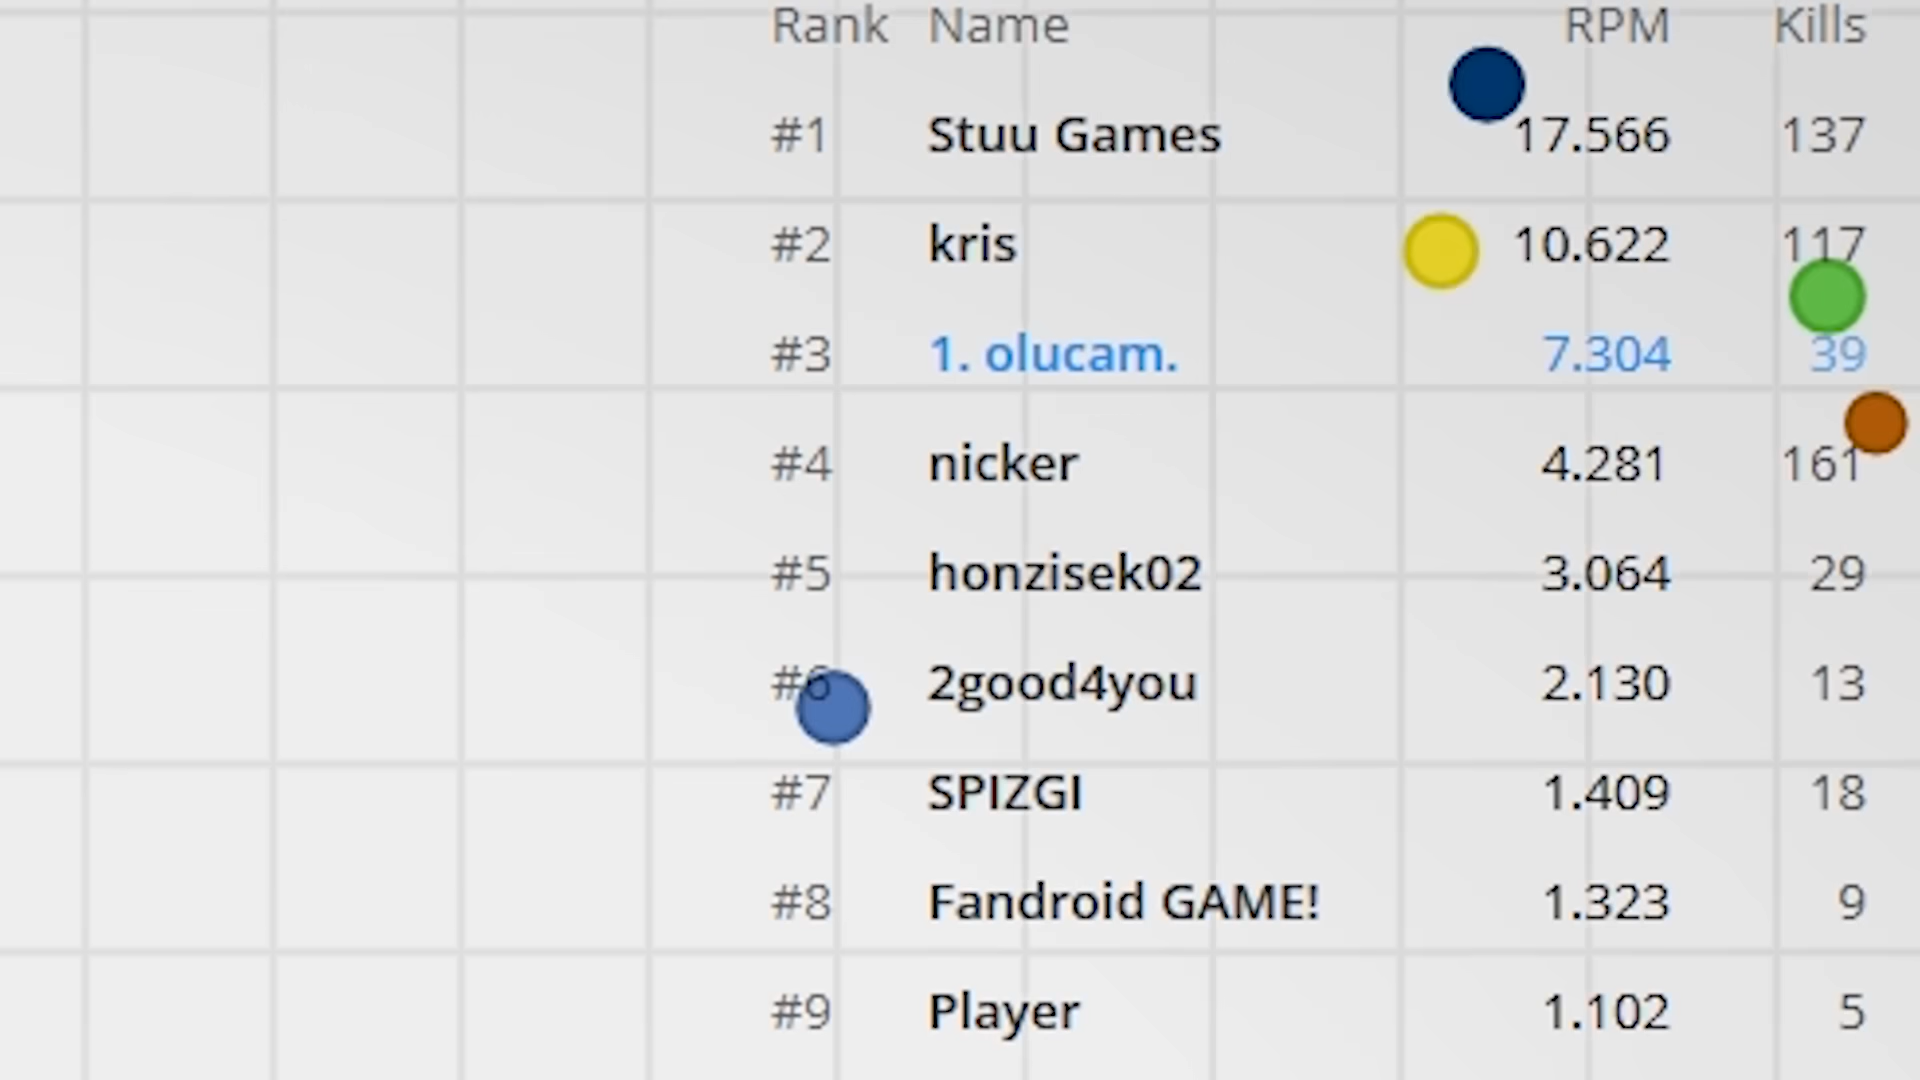 Rank Name RPM Kills
#1 Stuu Games 17.566 137
#2 kris 10.622 117
#3 1. olucam. 7.304 39
#4 nicker 4.281 161
#5 honzisek02 3.064 29
#6 2good4you 2.130 13
#7 SPIZGI 1.409 18
#8 Fandroid GAME! 1.323 9
#9 Player 1.102 5